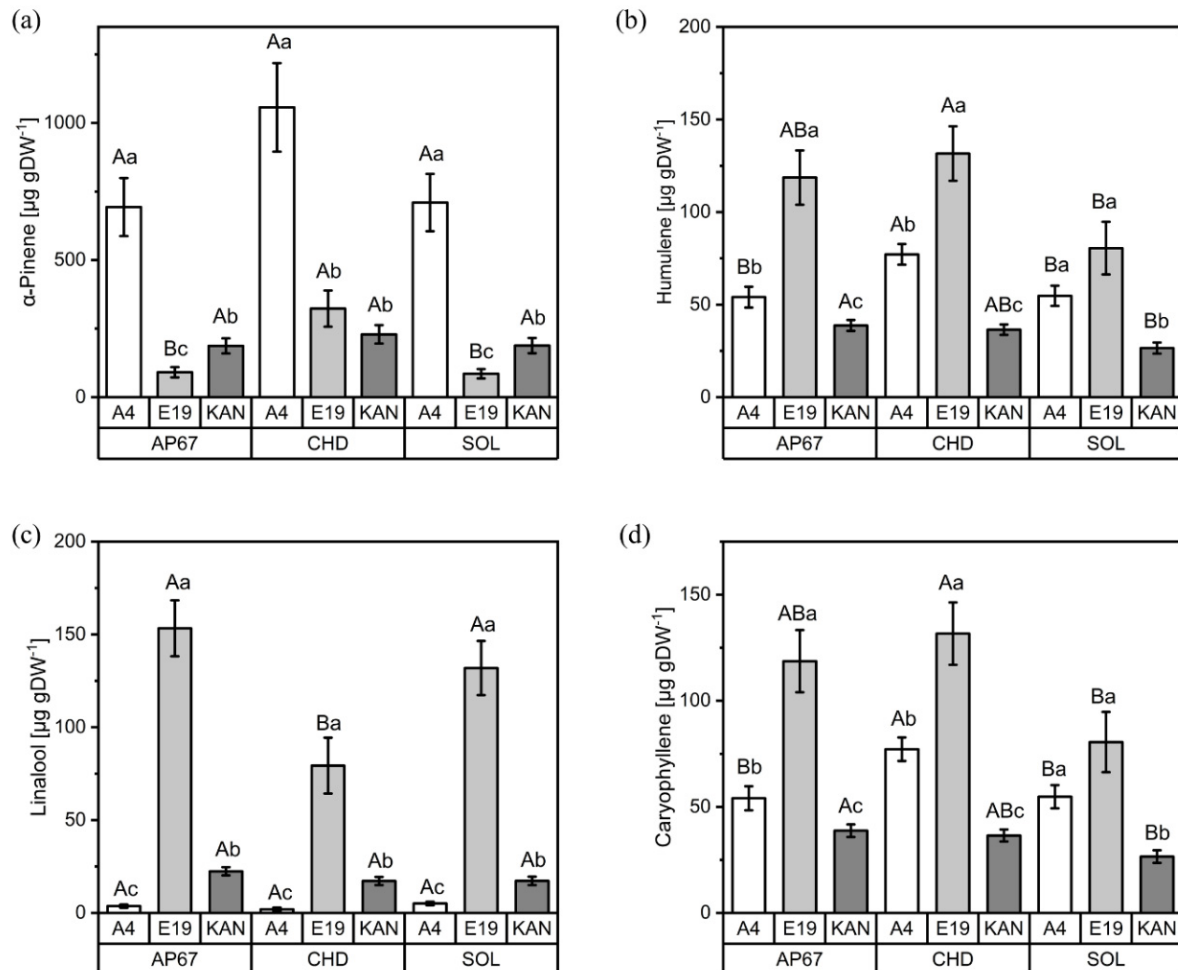 (a)
α-Pinene [µg gDW⁻¹]
1000
500
0
Aa
Bc
Ab
Aa
Ab
Ab
Aa
Bc
Ab
A4 E19 KAN A4 E19 KAN A4 E19 KAN
AP67 CHD SOL
(b)
Humulene [µg gDW⁻¹]
200
150
100
50
0
Bb
ABa
Ac
Ab
Aa
ABc
Ba
Ba
Bb
A4 E19 KAN A4 E19 KAN A4 E19 KAN
AP67 CHD SOL
(c)
Linalool [µg gDW⁻¹]
200
150
100
50
0
Ac
Aa
Ab
Ac
Ba
Ab
Ac
Aa
Ab
A4 E19 KAN A4 E19 KAN A4 E19 KAN
AP67 CHD SOL
(d)
Caryophyllene [µg gDW⁻¹]
150
100
50
0
Bb
ABa
Ac
Ab
Aa
ABc
Ba
Ba
Bb
A4 E19 KAN A4 E19 KAN A4 E19 KAN
AP67 CHD SOL